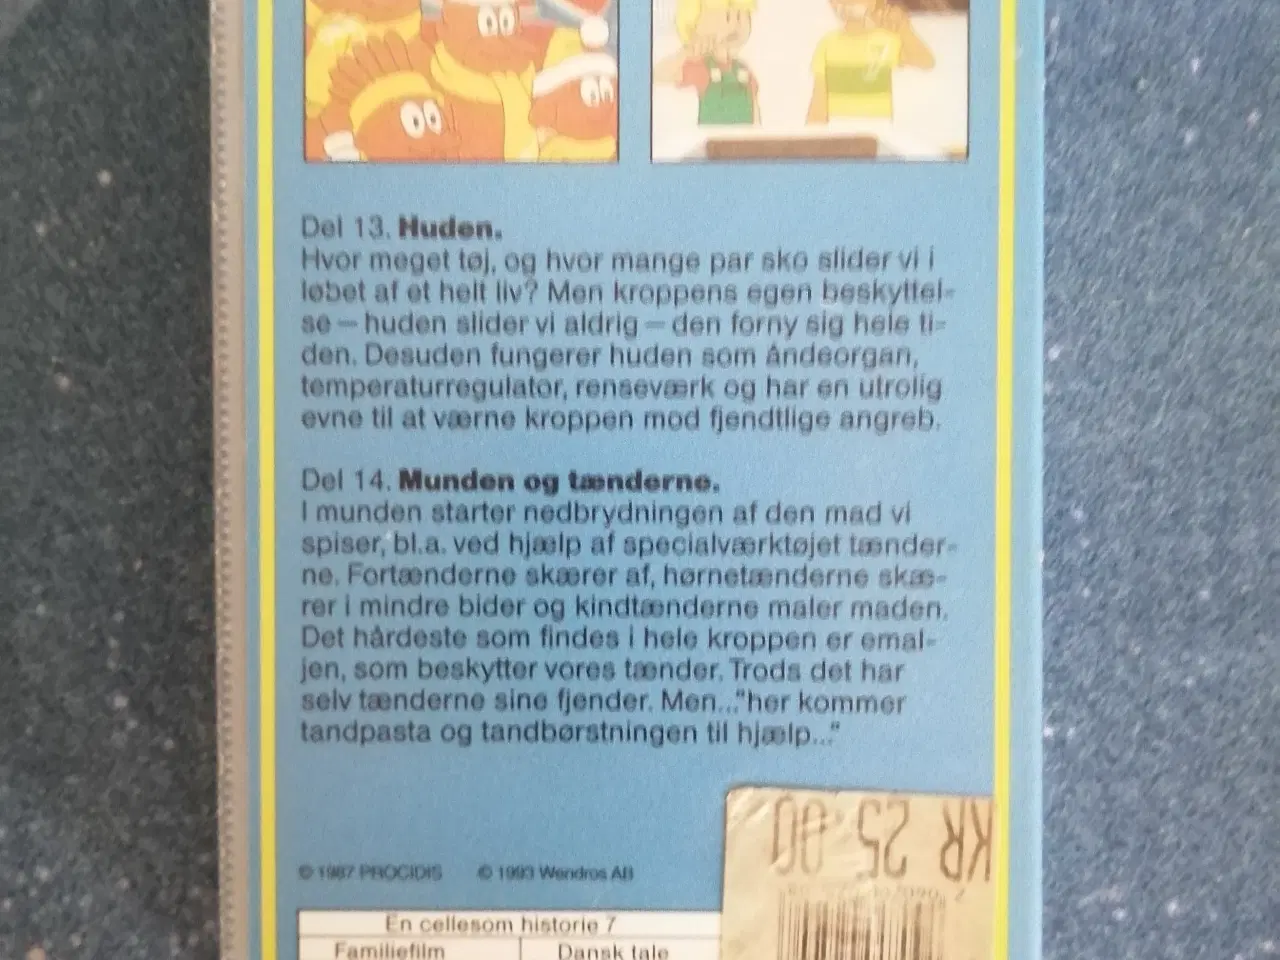 Del 13. Huden.
Hvor meget tøj, og hvor mange par sko slider vi i
løbet af et helt liv? Men kroppens egen beskyttel-
se – huden slider vi aldrig – den forny sig hele ti-
den. Desuden fungerer huden som åndeorgan,
temperaturregulator, renseværk og har en utrolig
evne til at værne kroppen mod fjendtlige angreb.
Del 14. Munden og tænderne.
I munden starter nedbrydningen af den mad vi
spiser, bl.a. ved hjælp af specialværktøjet tænder-
ne. Fortænderne skærer af, hørnetænderne skæ-
rer i mindre bider og kindtænderne maler maden.
Det hårdeste som findes i hele kroppen er emal-
jen, som beskytter vores tænder. Trods det har
selv tænderne sine fjender. Men..."her kommer
tandpasta og tandbørstningen til hjælp..."
© 1987 PROCIDIS © 1993 Wendros AB
En cellesom historie 7
Familiefilm Dansk tale
KR 25.00